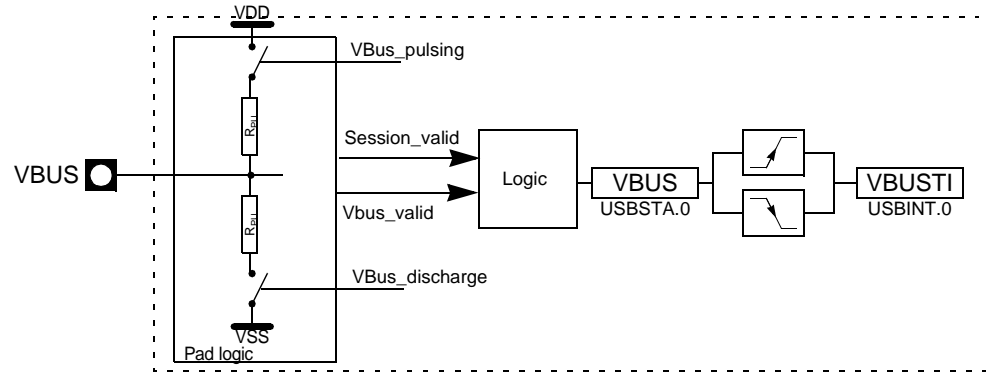 VDD
VBus_pulsing
RPU
Session_valid
VBUS
Logic
VBUS
VBUSTI
USBSTA.0
USBINT.0
Vbus_valid
RPU
VBus_discharge
VSS
Pad logic